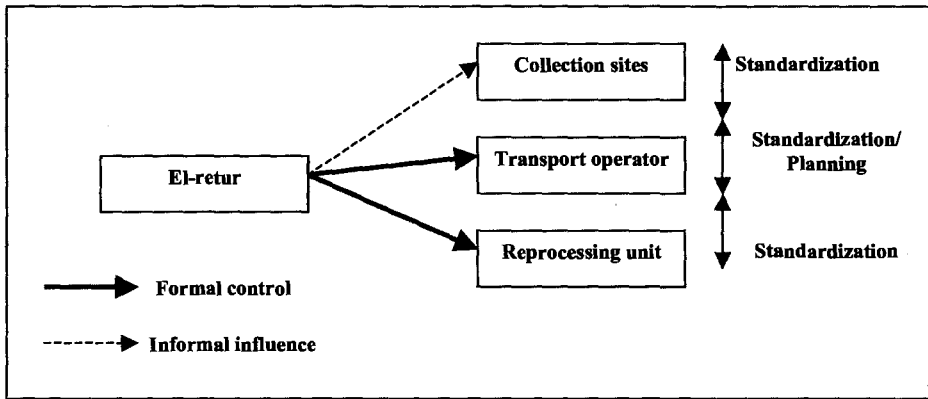 Collection sites
Standardization
El-retur
Transport operator
Standardization/
Planning
Reprocessing unit
Standardization
Formal control
Informal influence